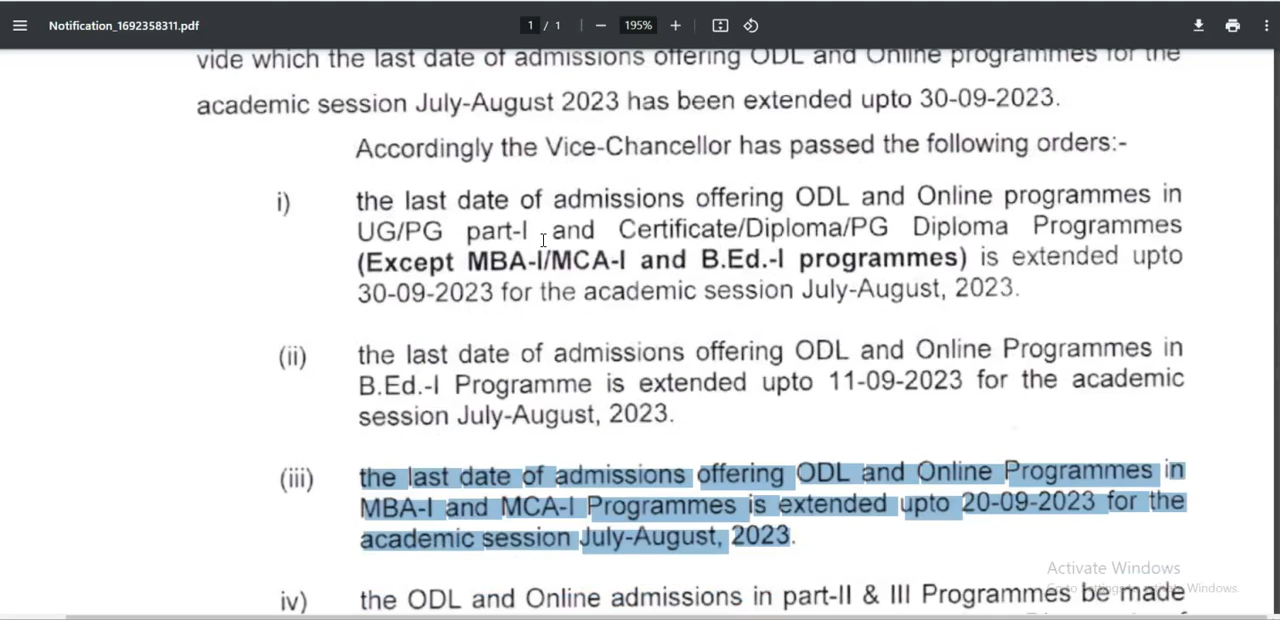 Notification_1692358311.pdf
1 / 1
195%
vide which the last date of admissions offering ODL and Online programmes for the
academic session July-August 2023 has been extended upto 30-09-2023.
Accordingly the Vice-Chancellor has passed the following orders:-
i) the last date of admissions offering ODL and Online programmes in
UG/PG part-I and Certificate/Diploma/PG Diploma Programmes
(Except MBA-I/MCA-I and B.Ed.-I programmes) is extended upto
30-09-2023 for the academic session July-August, 2023.
(ii) the last date of admissions offering ODL and Online Programmes in
B.Ed.-I Programme is extended upto 11-09-2023 for the academic
session July-August, 2023.
(iii) the last date of admissions offering ODL and Online Programmes in
MBA-I and MCA-I Programmes is extended upto 20-09-2023 for the
academic session July-August, 2023.
Activate Windows
Go to Settings to activate Windows.
iv) the ODL and Online admissions in part-II & III Programmes be made